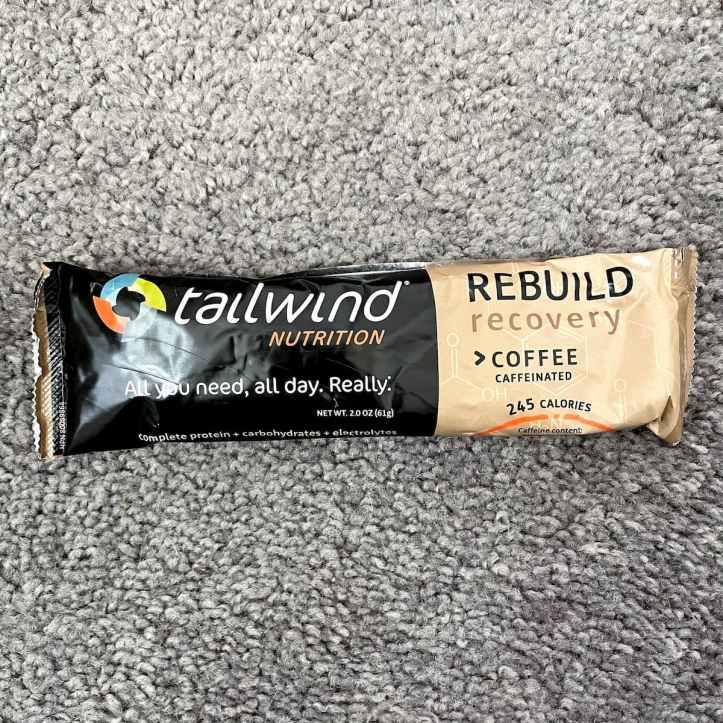 tailwind
NUTRITION
All you need, all day. Really.
NET WT. 2.0 OZ (61g)
complete protein + carbohydrates + electrolytes
REBUILD
recovery
> COFFEE
CAFFEINATED
OH
245 CALORIES
Caffeine content: